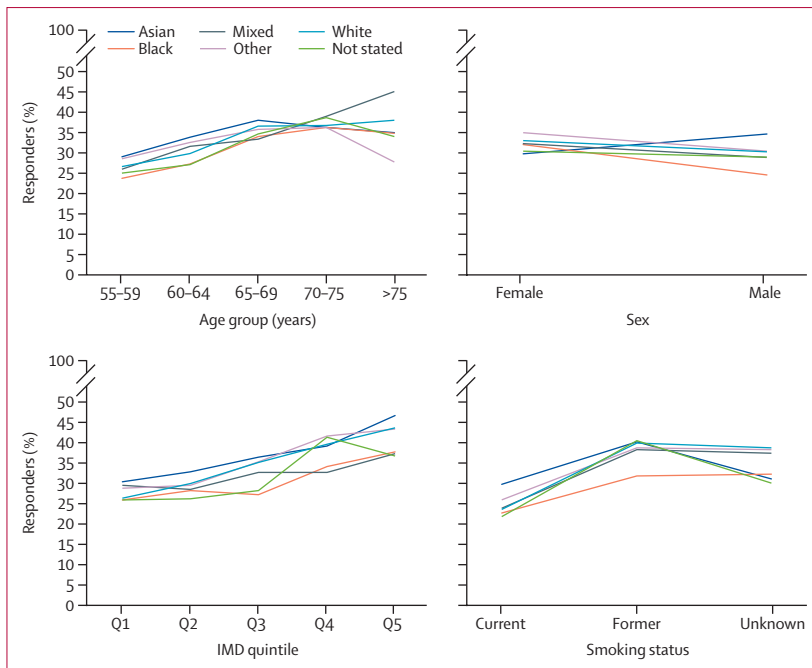 100
Asian Mixed White
Black Other Not stated
50
45
40
35
30
25
20
15
10
5
0
Responders (%)
55–59 60–64 65–69 70–75 >75
Age group (years)
Female Male
Sex
100
50
45
40
35
30
25
20
15
10
5
0
Responders (%)
Q1 Q2 Q3 Q4 Q5
IMD quintile
Current Former Unknown
Smoking status